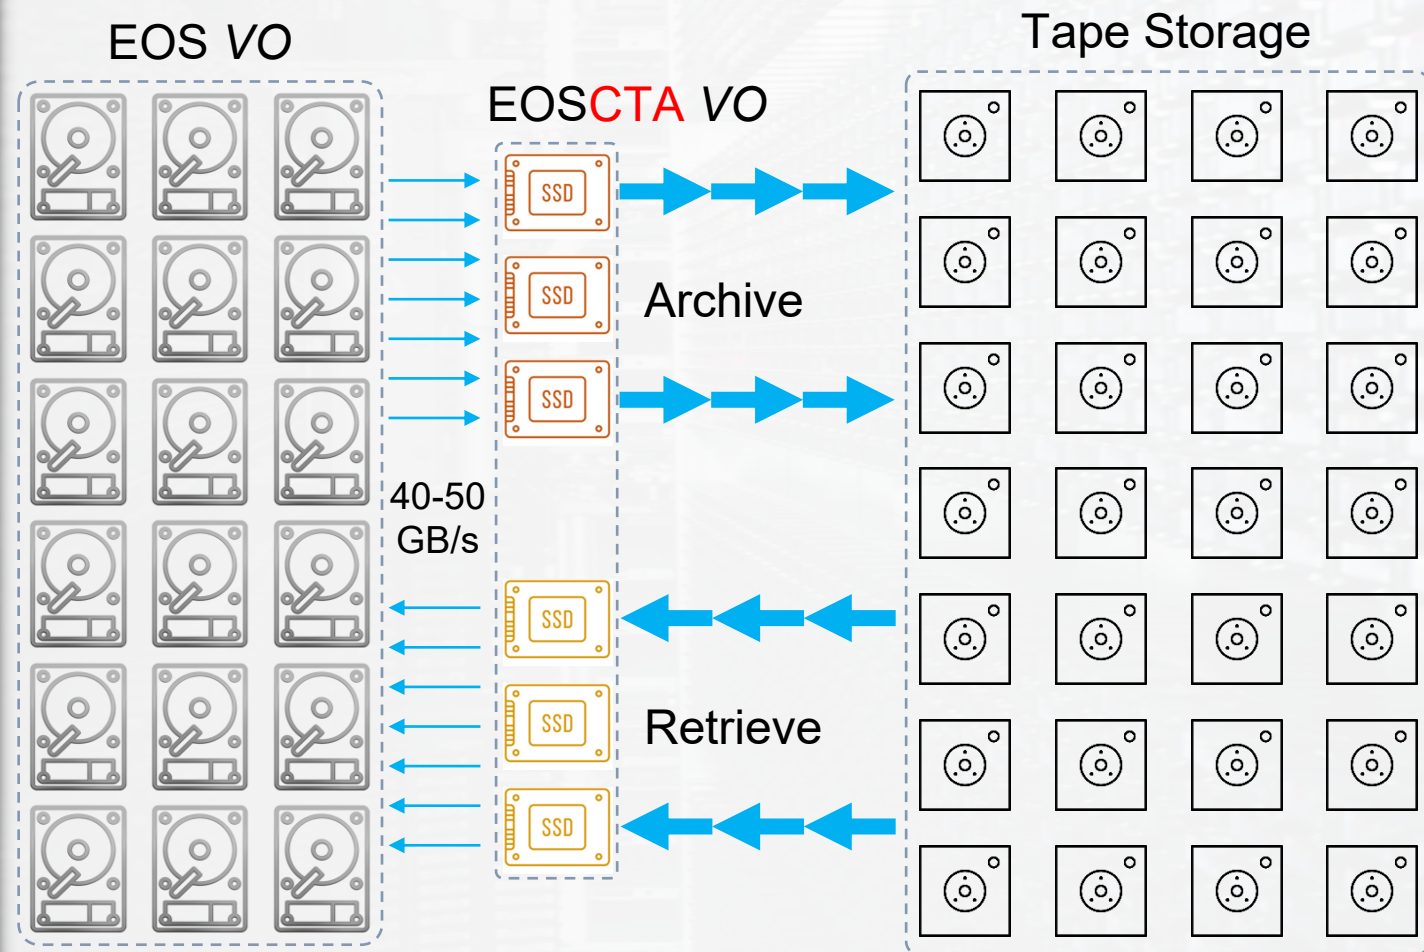 EOS VO
EOSCTA VO
Tape Storage
SSD
SSD
Archive
SSD
40-50
GB/s
SSD
SSD
Retrieve
SSD